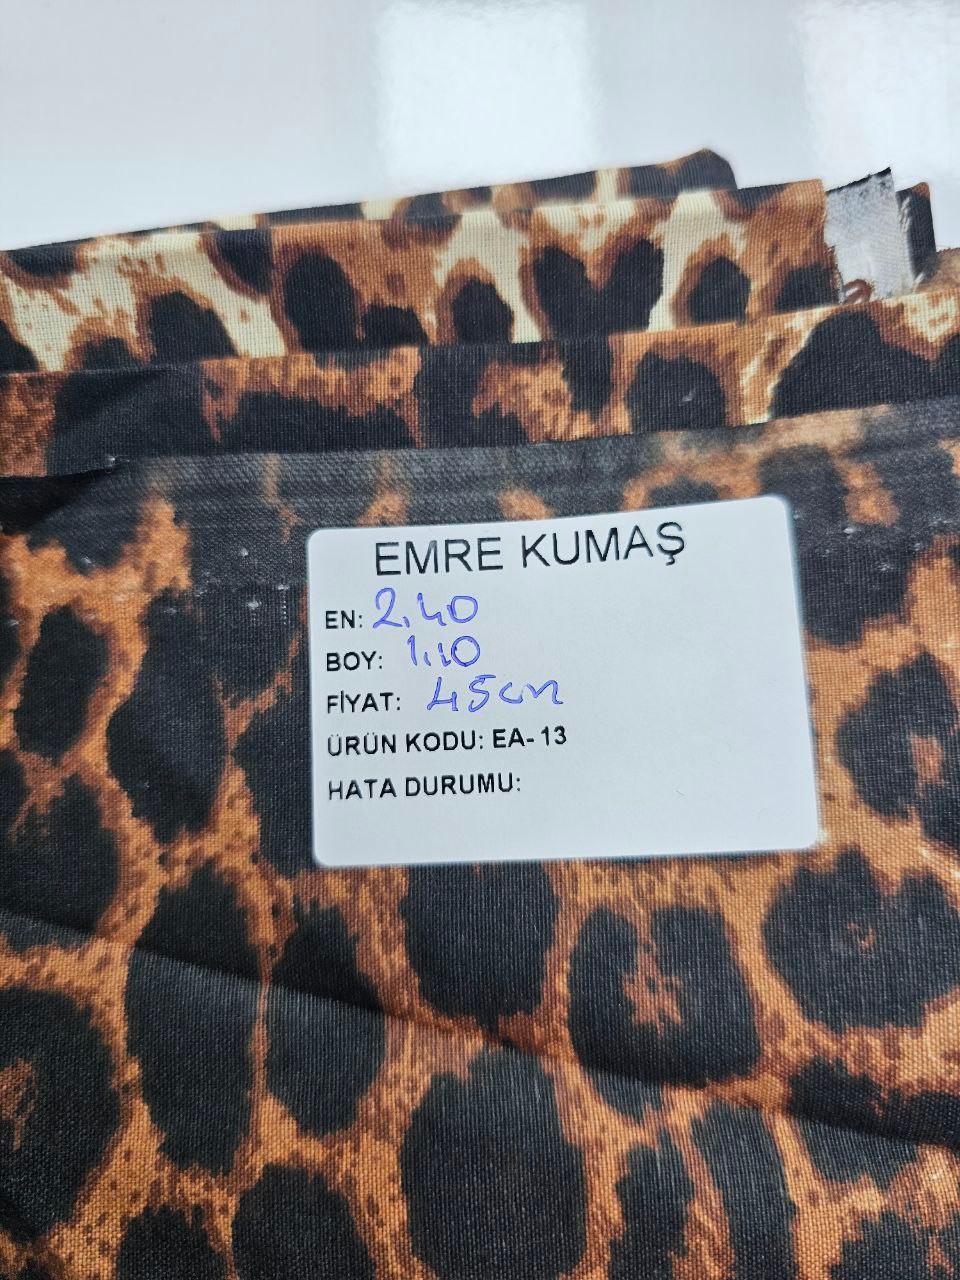 EMRE KUMAŞ
EN: 2.40
BOY: 1.10
FİYAT: 45cm
ÜRÜN KODU: EA- 13
HATA DURUMU: